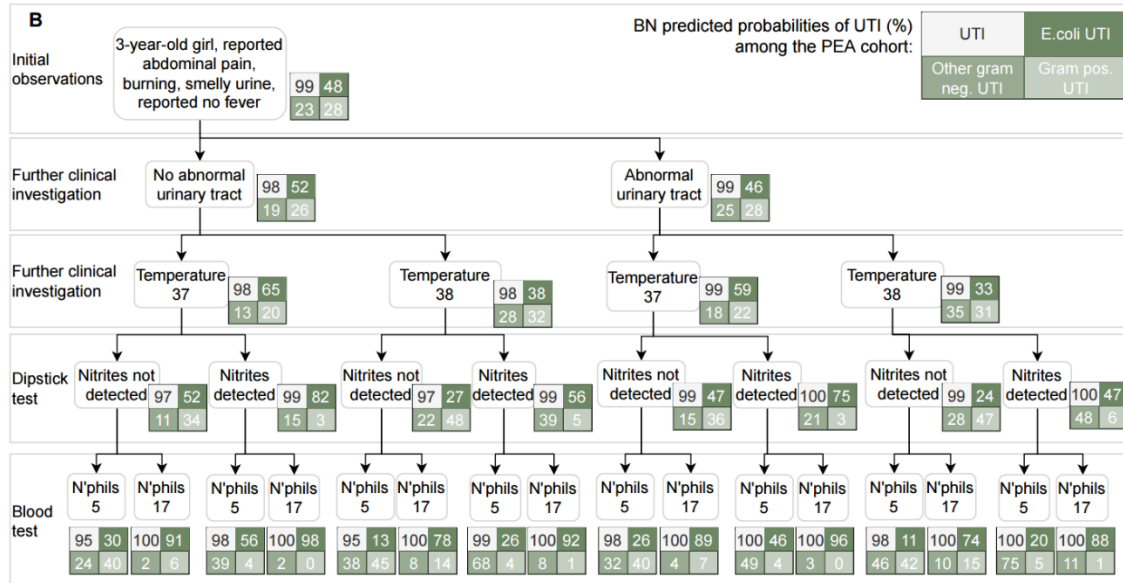 B
BN predicted probabilities of UTI (%)
among the PEA cohort:
UTI
E.coli UTI
Other gram
neg. UTI
Gram pos.
UTI
Initial
observations
3-year-old girl, reported
abdominal pain,
burning, smelly urine,
reported no fever
99 48
23 28
Further clinical
investigation
No abnormal
urinary tract
98 52
19 26
Abnormal
urinary tract
99 46
25 28
Further clinical
investigation
Temperature
37
98 65
13 20
Temperature
38
98 38
28 32
Temperature
37
99 59
18 22
Temperature
38
99 33
35 31
Dipstick
test
Nitrites not
detected
97 52
11 34
Nitrites
detected
99 82
15 3
Nitrites not
detected
97 27
22 48
Nitrites
detected
99 56
39 5
Nitrites not
detected
99 47
15 36
Nitrites
detected
100 75
21 3
Nitrites not
detected
99 24
28 47
Nitrites
detected
100 47
48 6
Blood
test
N'phils
5
95 30
24 40
N'phils
17
100 91
2 6
N'phils
5
98 56
39 4
N'phils
17
100 98
2 0
N'phils
5
95 13
38 45
N'phils
17
100 78
8 14
N'phils
5
99 26
68 4
N'phils
17
100 92
8 1
N'phils
5
98 26
32 40
N'phils
17
100 89
4 7
N'phils
5
100 46
49 4
N'phils
17
100 96
3 0
N'phils
5
98 11
46 42
N'phils
17
100 74
10 15
N'phils
5
100 20
75 5
N'phils
17
100 88
11 1